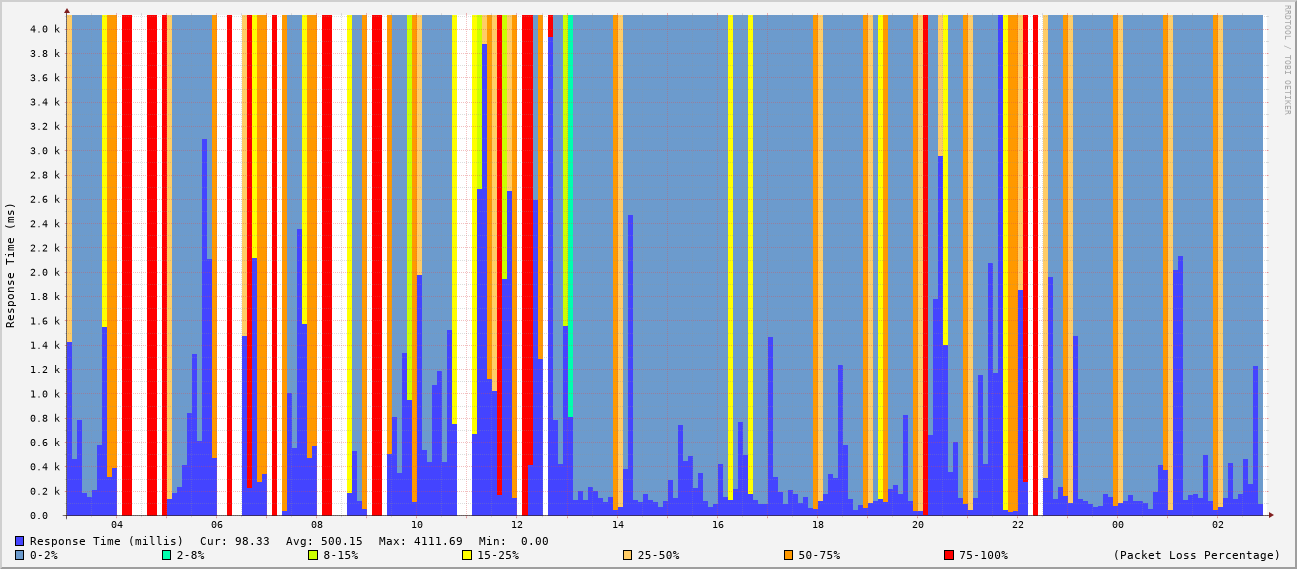 RRDTOOL / TOBI OETIKER
Response Time (ms)
4.0 k
3.8 k
3.6 k
3.4 k
3.2 k
3.0 k
2.8 k
2.6 k
2.4 k
2.2 k
2.0 k
1.8 k
1.6 k
1.4 k
1.2 k
1.0 k
0.8 k
0.6 k
0.4 k
0.2 k
0.0
04 06 08 10 12 14 16 18 20 22 00 02
Response Time (millis) Cur: 98.33 Avg: 500.15 Max: 4111.69 Min: 0.00
0-2% 2-8% 8-15% 15-25% 25-50% 50-75% 75-100% (Packet Loss Percentage)